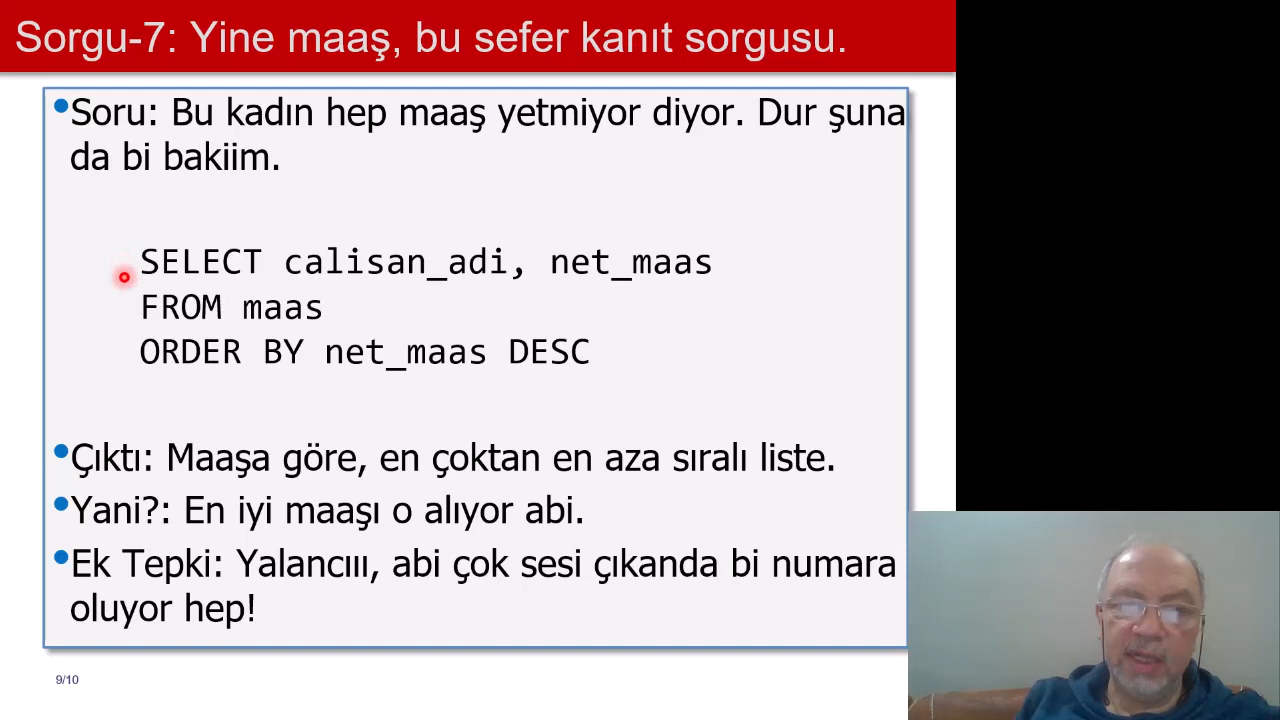 Sorgu-7: Yine maaş, bu sefer kanıt sorgusu.
•Soru: Bu kadın hep maaş yetmiyor diyor. Dur şuna
da bi bakiim.
SELECT calisan_adi, net_maas
FROM maas
ORDER BY net_maas DESC
•Çıktı: Maaşa göre, en çoktan en aza sıralı liste.
•Yani?: En iyi maaşı o alıyor abi.
•Ek Tepki: Yalancııı, abi çok sesi çıkanda bi numara
oluyor hep!
9/10